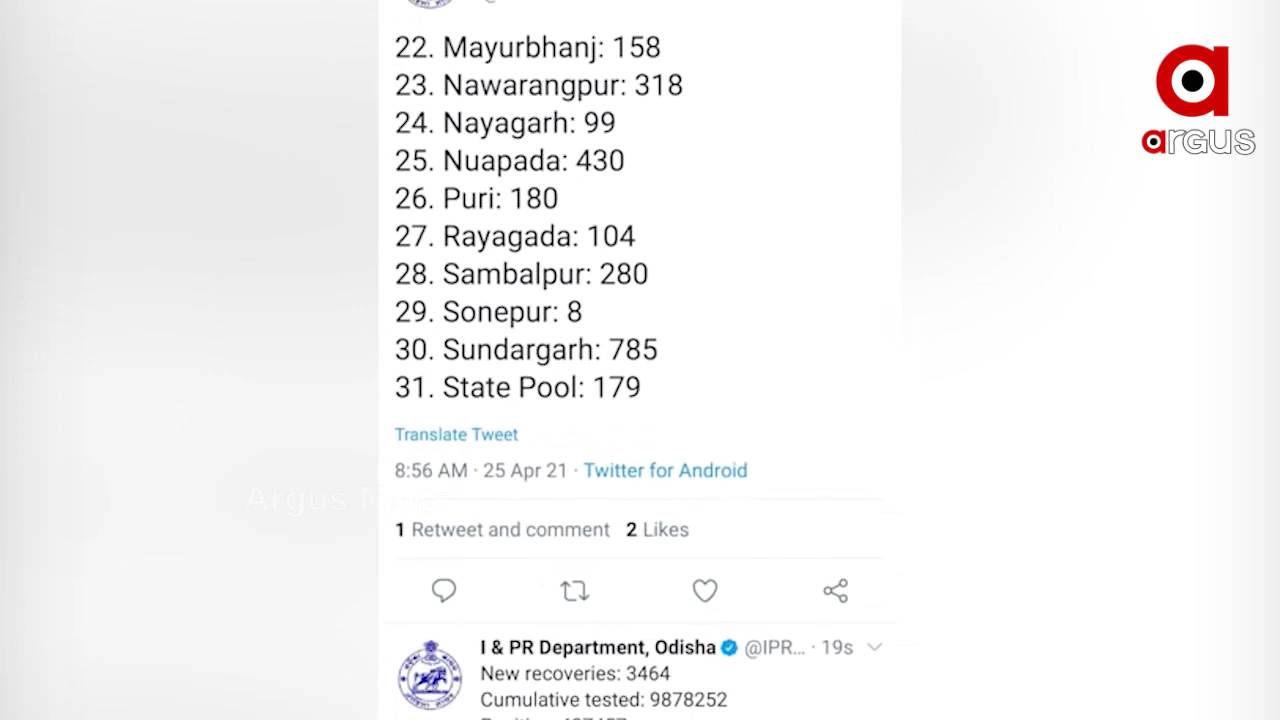 22. Mayurbhanj: 158
23. Nawarangpur: 318
24. Nayagarh: 99
25. Nuapada: 430
26. Puri: 180
27. Rayagada: 104
28. Sambalpur: 280
29. Sonepur: 8
30. Sundargarh: 785
31. State Pool: 179
Translate Tweet
8:56 AM · 25 Apr 21 · Twitter for Android
1 Retweet and comment 2 Likes
I & PR Department, Odisha @IPR... · 19s
New recoveries: 3464
Cumulative tested: 9878252
argus
Argus